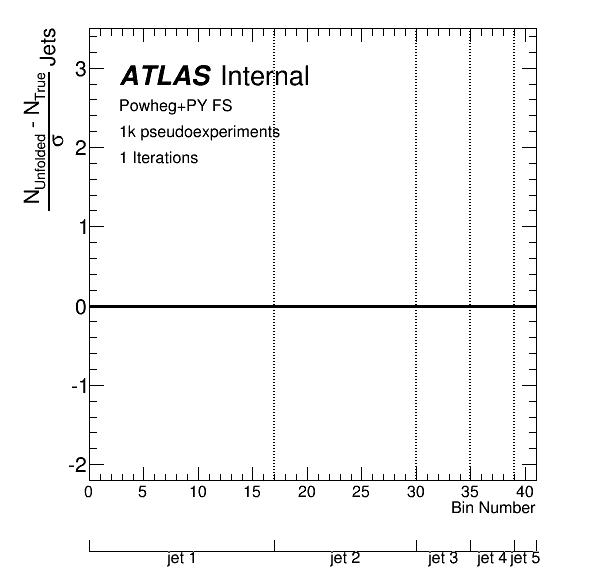 N_Unfolded - N_True
σ
Jets
3
2
1
0
-1
-2
ATLAS Internal
Powheg+PY FS
1k pseudoexperiments
1 Iterations
0 5 10 15 20 25 30 35 40
Bin Number
jet 1 jet 2 jet 3 jet 4 jet 5